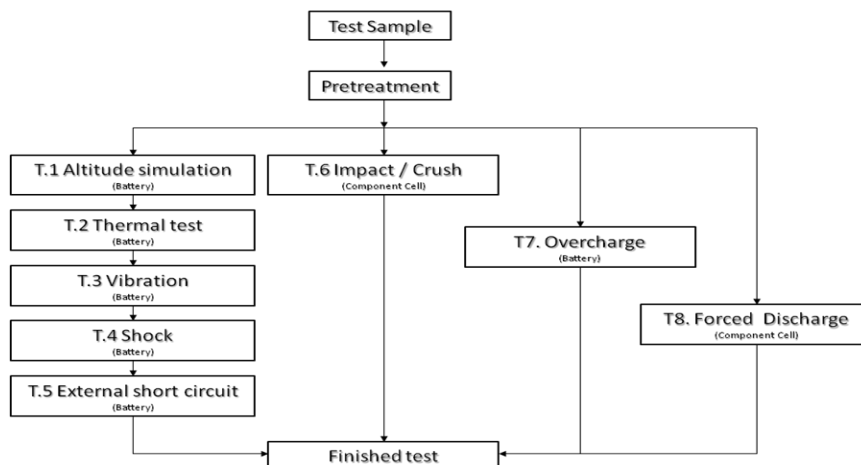 Test Sample
Pretreatment
T.1 Altitude simulation
(Battery)
T.6 Impact / Crush
(Component Cell)
T.2 Thermal test
(Battery)
T7. Overcharge
(Battery)
T.3 Vibration
(Battery)
T8. Forced Discharge
(Component Cell)
T.4 Shock
(Battery)
T.5 External short circuit
(Battery)
Finished test